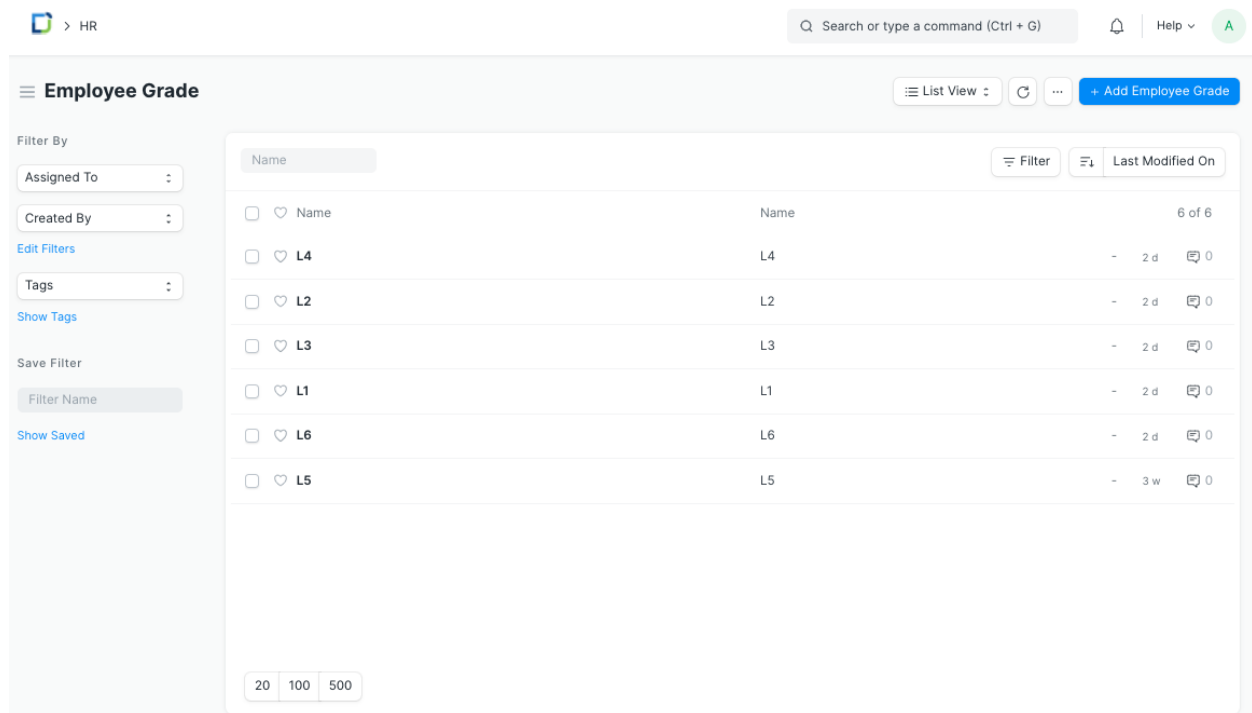 > HR
Search or type a command (Ctrl + G)
Help
A
Employee Grade
List View
...
+ Add Employee Grade
Filter By
Assigned To
Created By
Edit Filters
Tags
Show Tags
Save Filter
Filter Name
Show Saved
Name
Filter
Last Modified On
Name Name 6 of 6
L4 L4 - 2 d 0
L2 L2 - 2 d 0
L3 L3 - 2 d 0
L1 L1 - 2 d 0
L6 L6 - 2 d 0
L5 L5 - 3 w 0
20 100 500